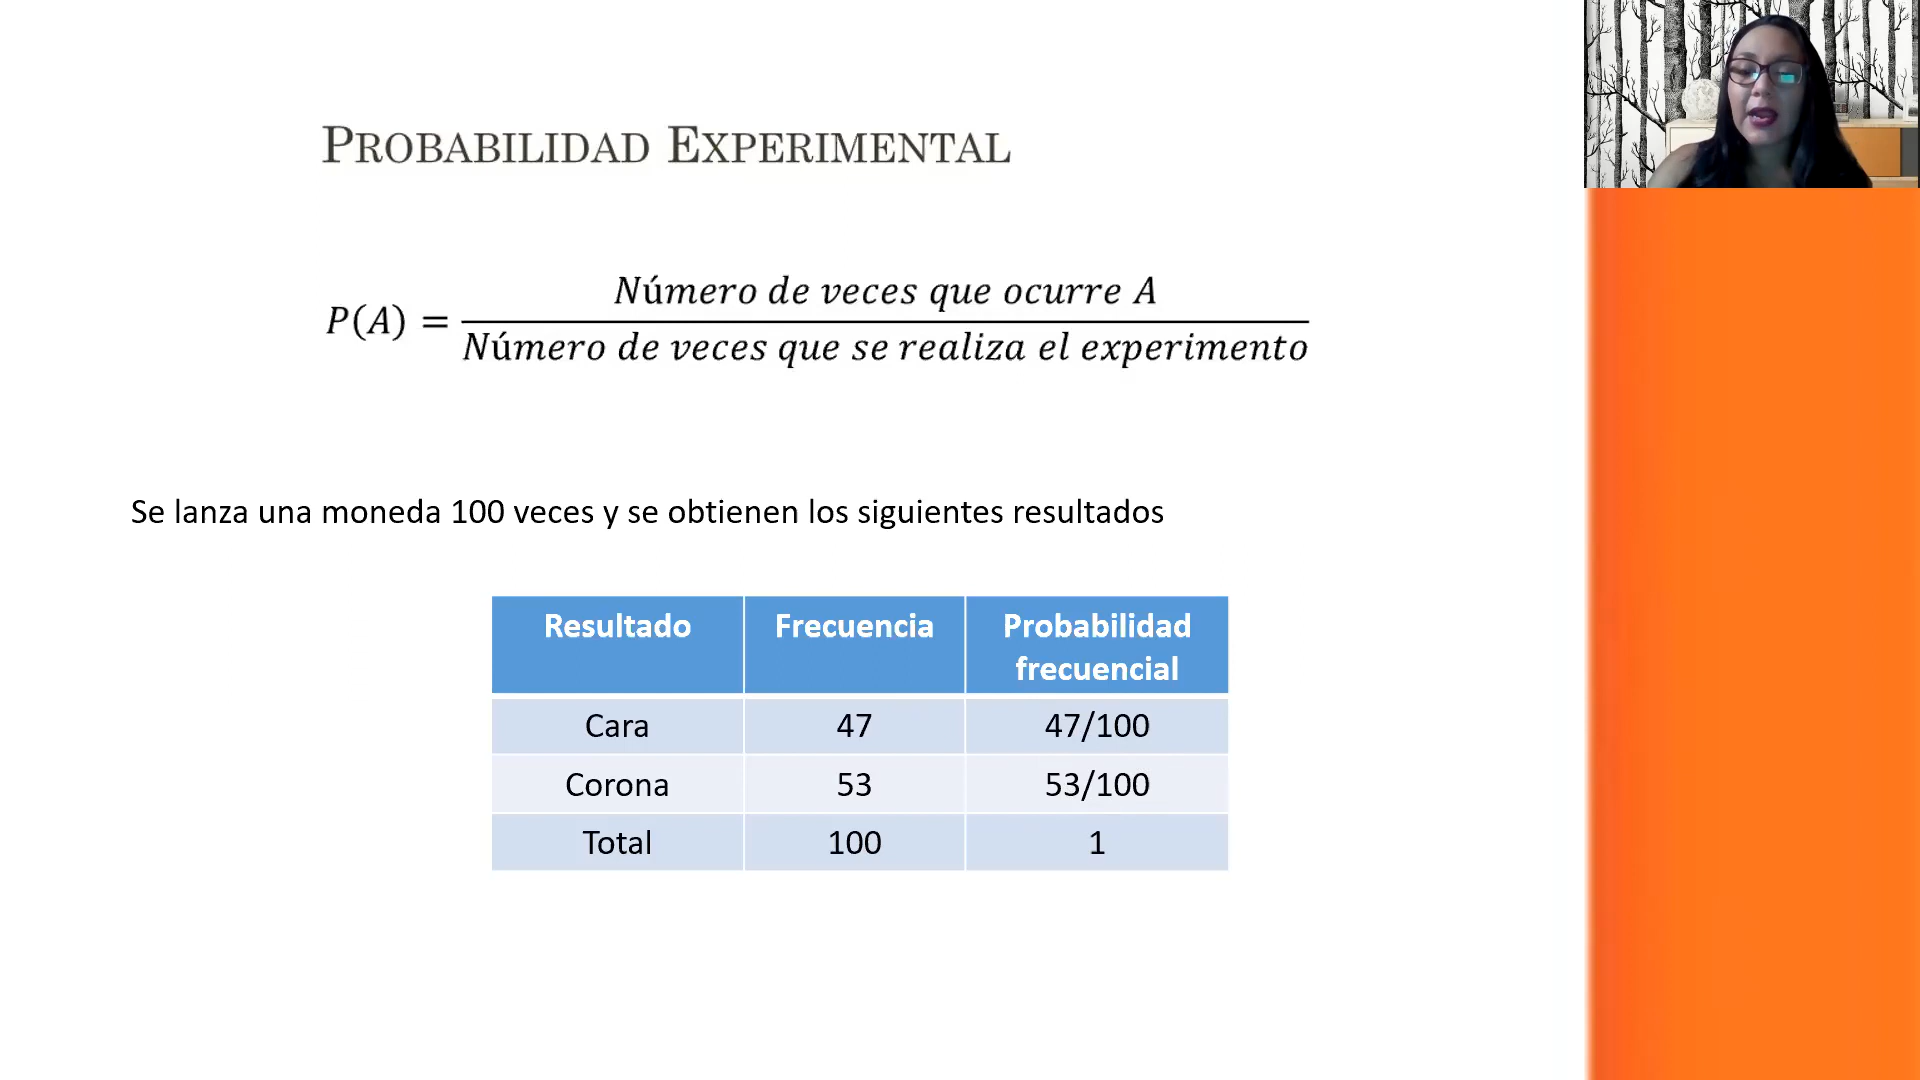 PROBABILIDAD EXPERIMENTAL
P(A) = Número de veces que ocurre A
Número de veces que se realiza el experimento
Se lanza una moneda 100 veces y se obtienen los siguientes resultados
Resultado Frecuencia Probabilidad frecuencial
Cara 47 47/100
Corona 53 53/100
Total 100 1